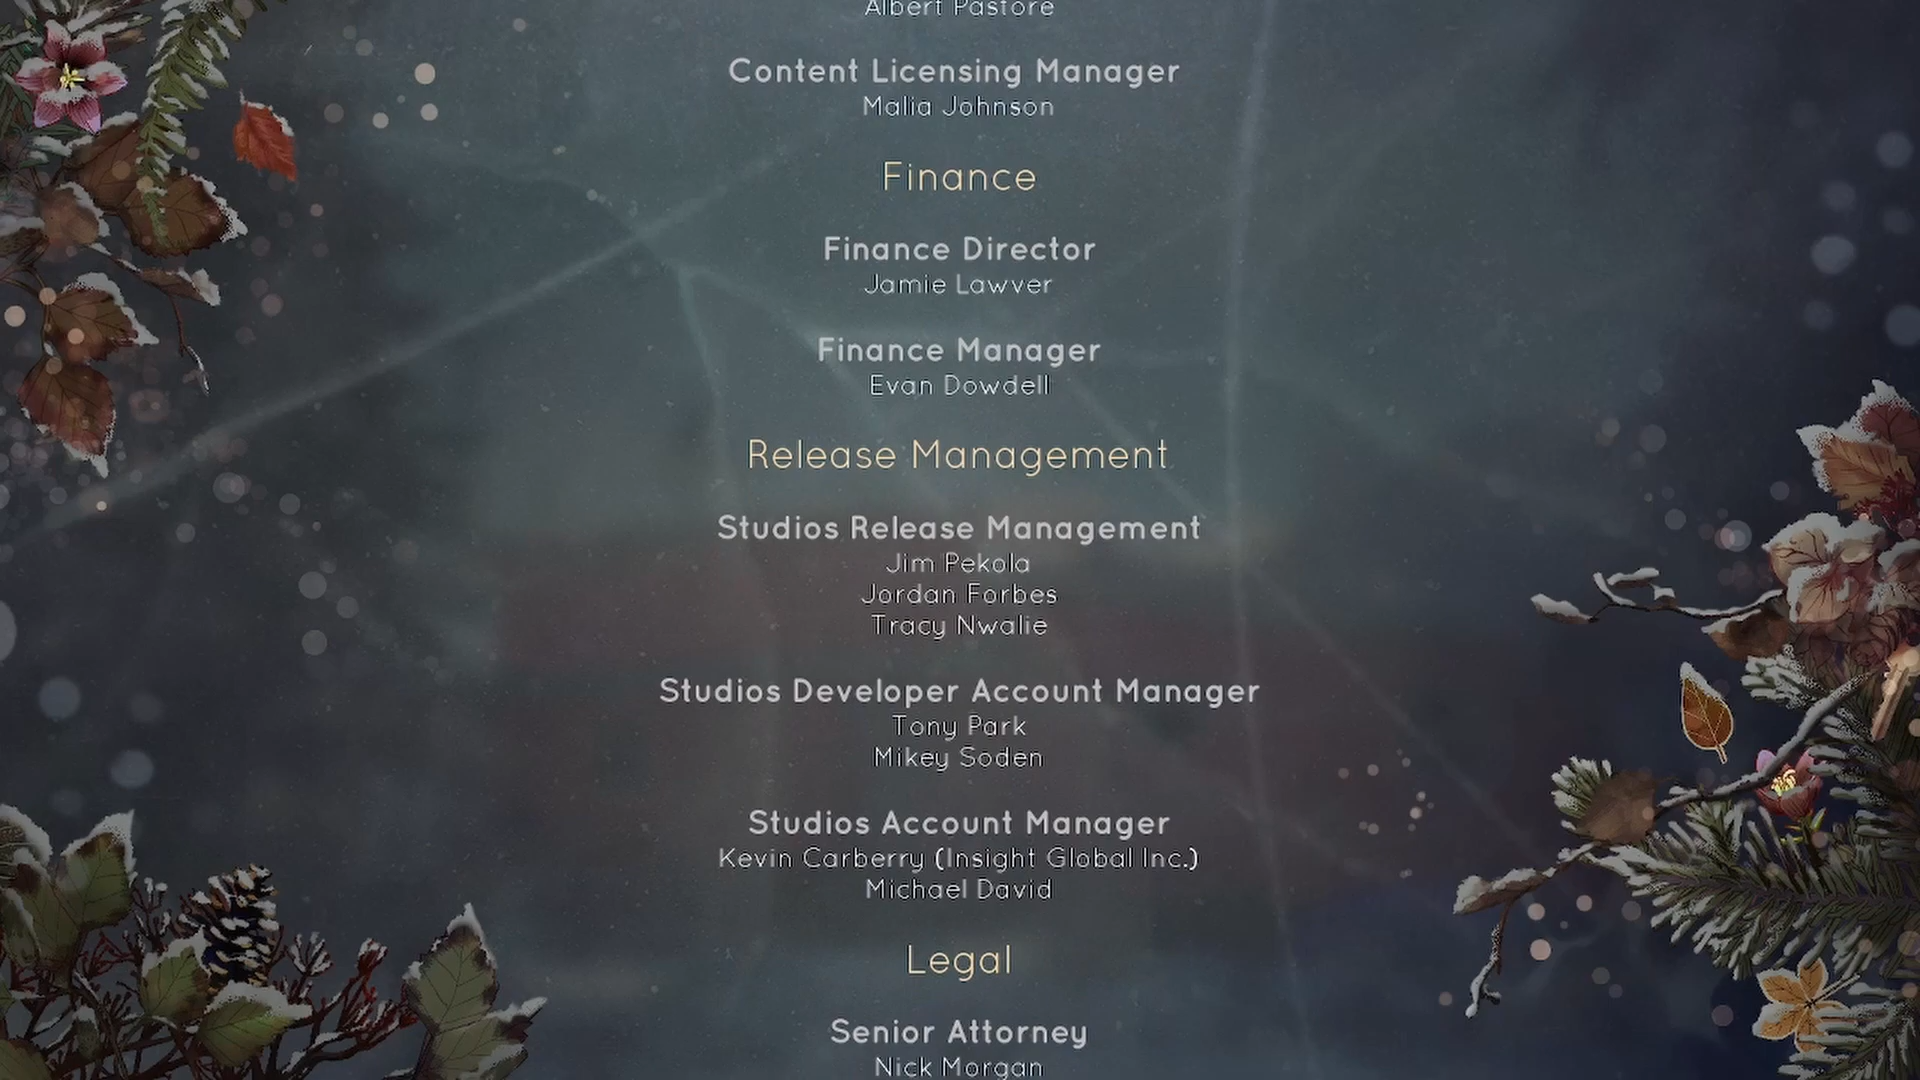 Albert Pastore
Content Licensing Manager
Malia Johnson
Finance
Finance Director
Jamie Lawver
Finance Manager
Evan Dowdell
Release Management
Studios Release Management
Jim Pekola
Jordan Forbes
Tracy Nwalie
Studios Developer Account Manager
Tony Park
Mikey Soden
Studios Account Manager
Kevin Carberry (Insight Global Inc.)
Michael David
Legal
Senior Attorney
Nick Morgan